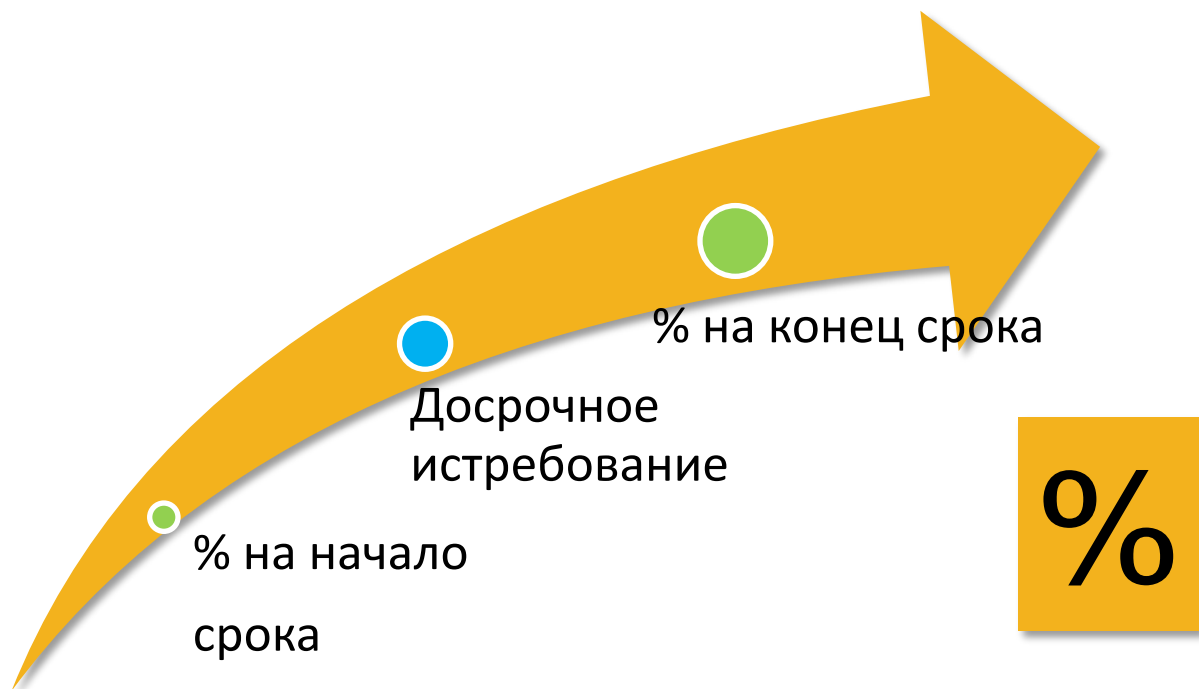 % на конец срока
Досрочное
истребование
% на начало
срока
%